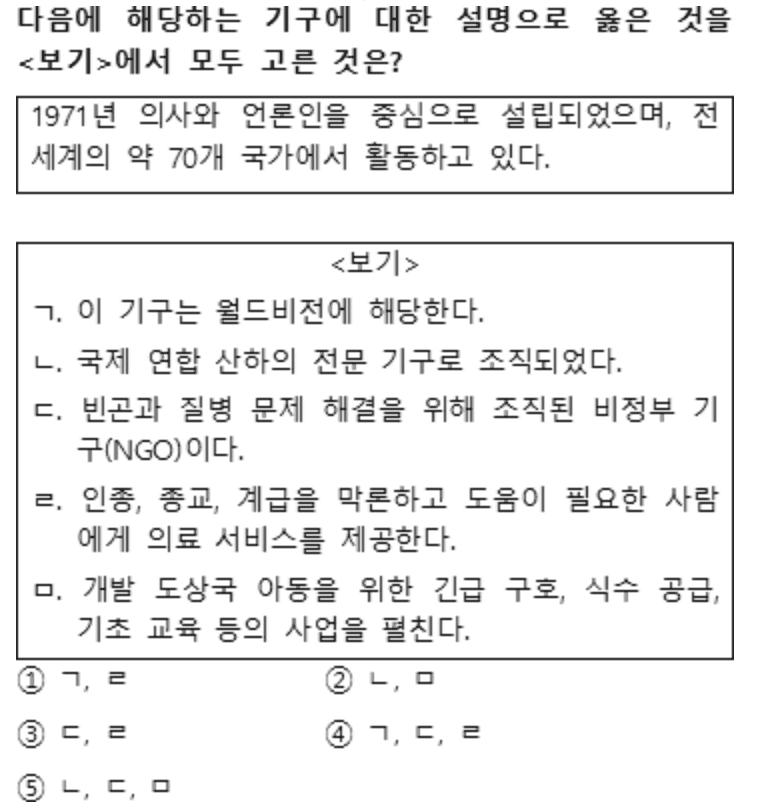 다음에 해당하는 기구에 대한 설명으로 옳은 것을
<보기>에서 모두 고른 것은?
1971년 의사와 언론인을 중심으로 설립되었으며, 전
세계의 약 70개 국가에서 활동하고 있다.
<보기>
ㄱ. 이 기구는 월드비전에 해당한다.
ㄴ. 국제 연합 산하의 전문 기구로 조직되었다.
ㄷ. 빈곤과 질병 문제 해결을 위해 조직된 비정부 기
구(NGO)이다.
ㄹ. 인종, 종교, 계급을 막론하고 도움이 필요한 사람
에게 의료 서비스를 제공한다.
ㅁ. 개발 도상국 아동을 위한 긴급 구호, 식수 공급,
기초 교육 등의 사업을 펼친다.
① ㄱ, ㄹ ② ㄴ, ㅁ
③ ㄷ, ㄹ ④ ㄱ, ㄷ, ㄹ
⑤ ㄴ, ㄷ, ㅁ